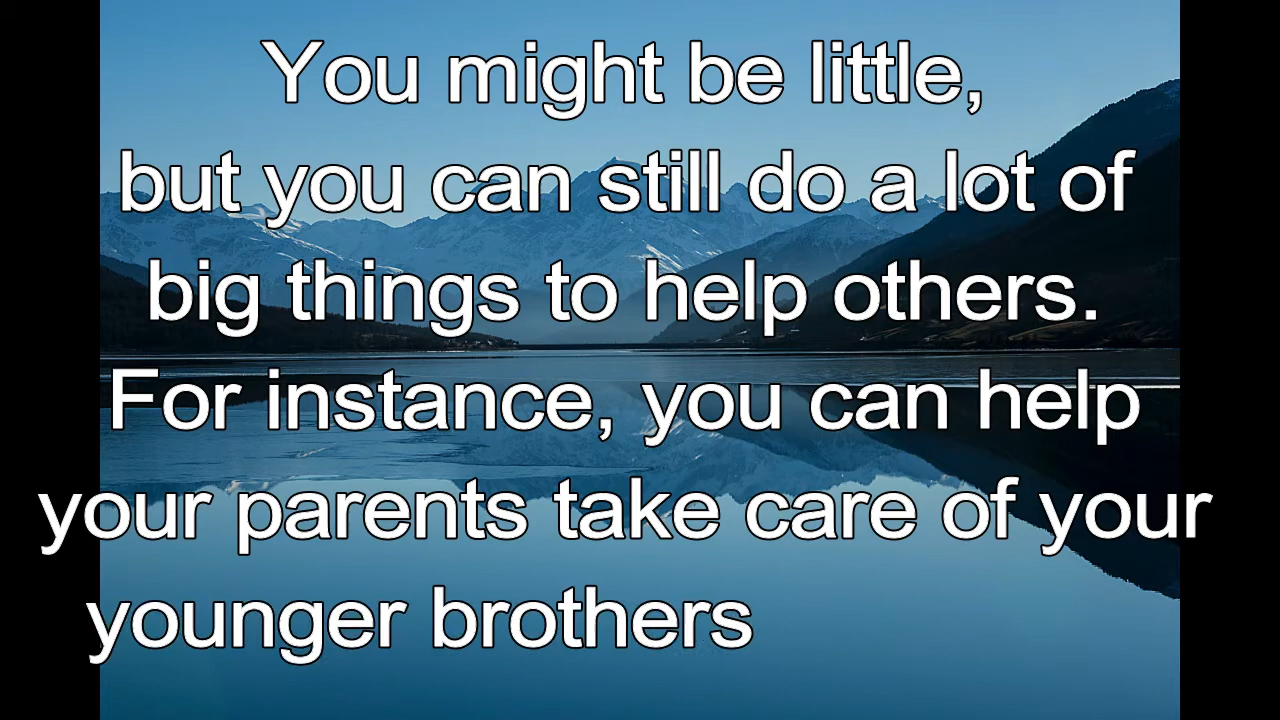 You might be little,
but you can still do a lot of
big things to help others.
For instance, you can help
your parents take care of your
younger brothers